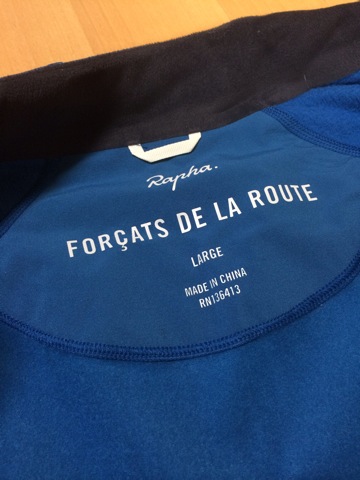 Rapha.
FORÇATS DE LA ROUTE
LARGE
MADE IN CHINA
RN136413